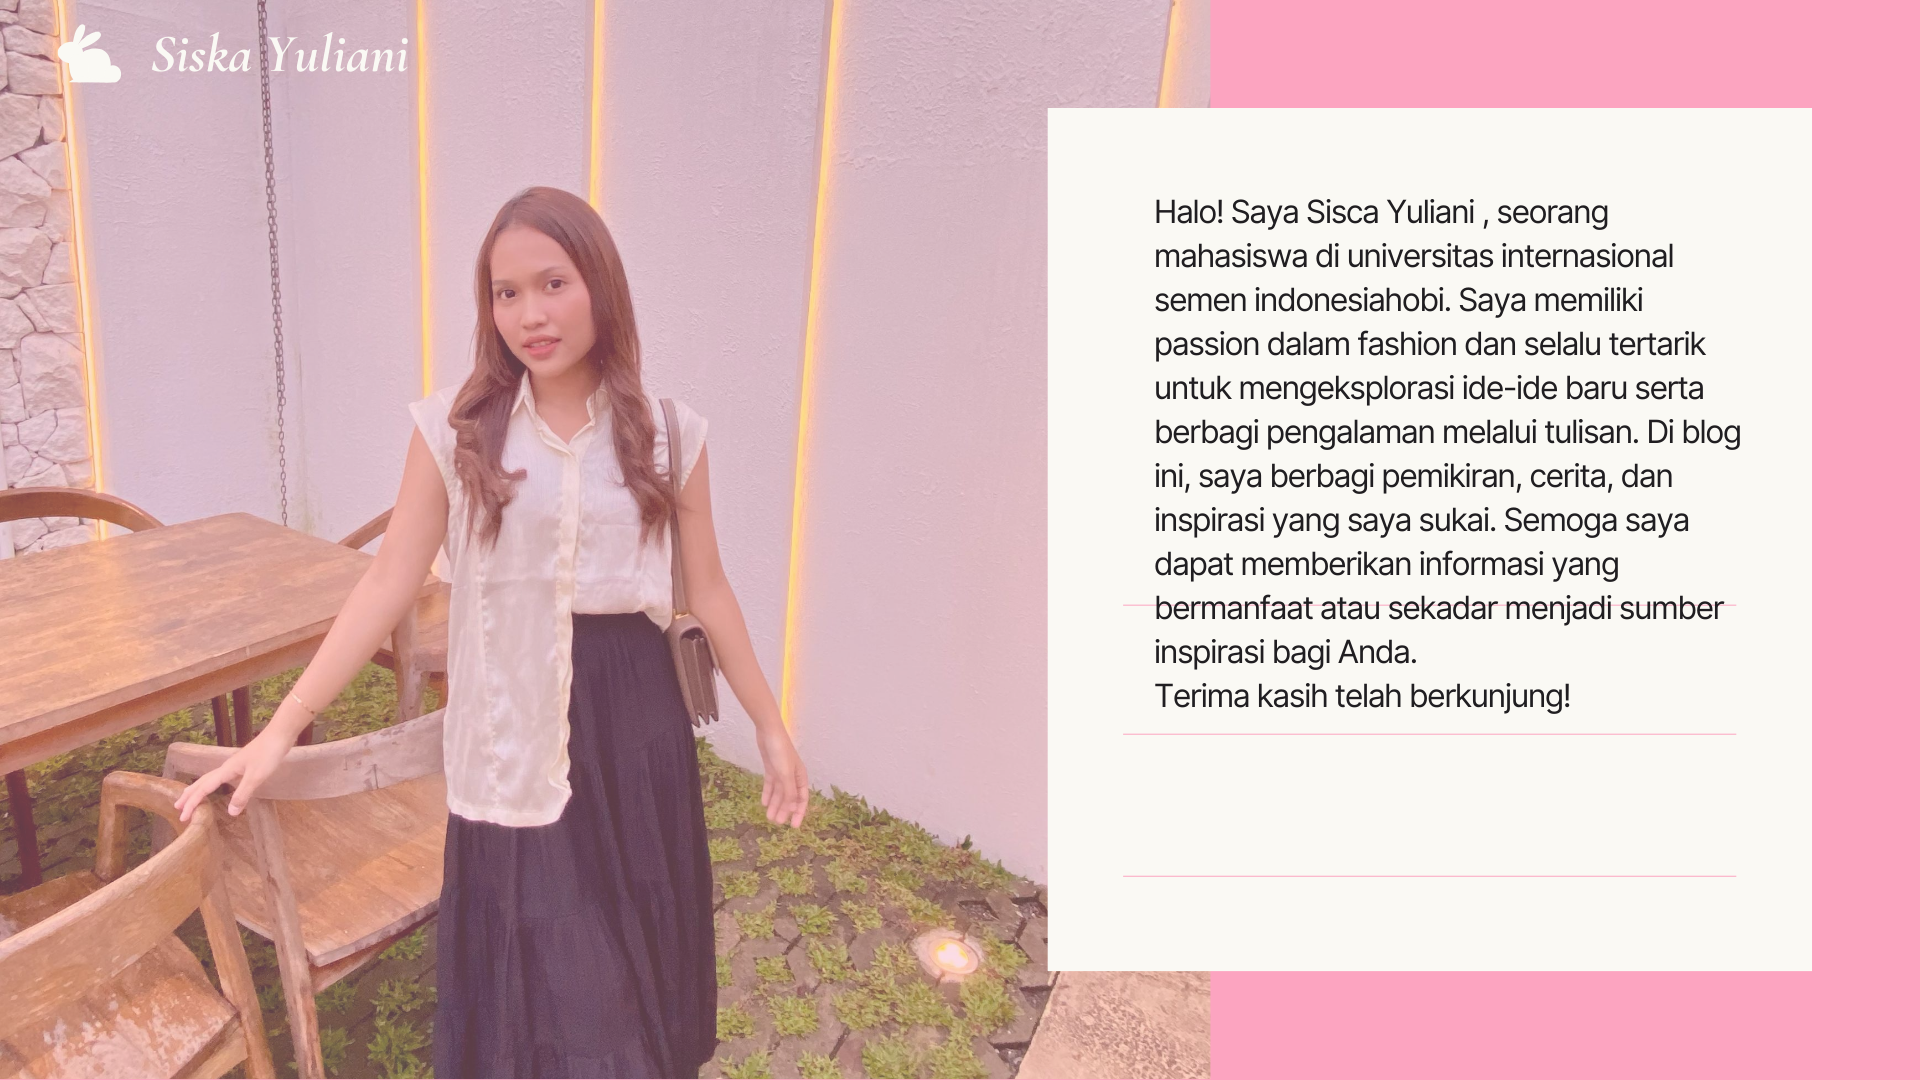 Siska Yuliani
Halo! Saya Sisca Yuliani , seorang
mahasiswa di universitas internasional
semen indonesiahobi. Saya memiliki
passion dalam fashion dan selalu tertarik
untuk mengeksplorasi ide-ide baru serta
berbagi pengalaman melalui tulisan. Di blog
ini, saya berbagi pemikiran, cerita, dan
inspirasi yang saya sukai. Semoga saya
dapat memberikan informasi yang
bermanfaat atau sekadar menjadi sumber
inspirasi bagi Anda.
Terima kasih telah berkunjung!